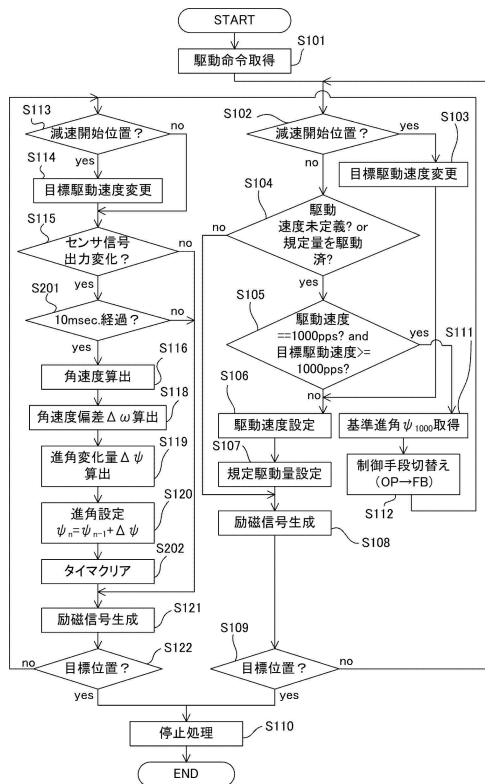 START
S101
駆動命令取得
S113
減速開始位置？
no
yes
S114
目標駆動速度変更
S115
センサ信号
出力変化？
no
yes
S201
10msec.経過？
no
yes
角速度算出
S116
角速度偏差Δω算出
S118
進角変化量Δψ
算出
S119
進角設定
ψn=ψn-1+Δψ
S120
タイマクリア
S202
励磁信号生成
S121
目標位置？
S122
no
yes
S102
減速開始位置？
yes
no
S103
目標駆動速度変更
S104
駆動
速度未定義？or
規定量を駆動
済？
no
yes
S105
駆動速度
==1000pps？and
目標駆動速度>=
1000pps？
yes
no
S111
基準進角ψ1000取得
制御手段切替え
(OP→FB)
S112
S106
駆動速度設定
S107
規定駆動量設定
励磁信号生成
S108
S109
目標位置？
no
yes
停止処理
S110
END